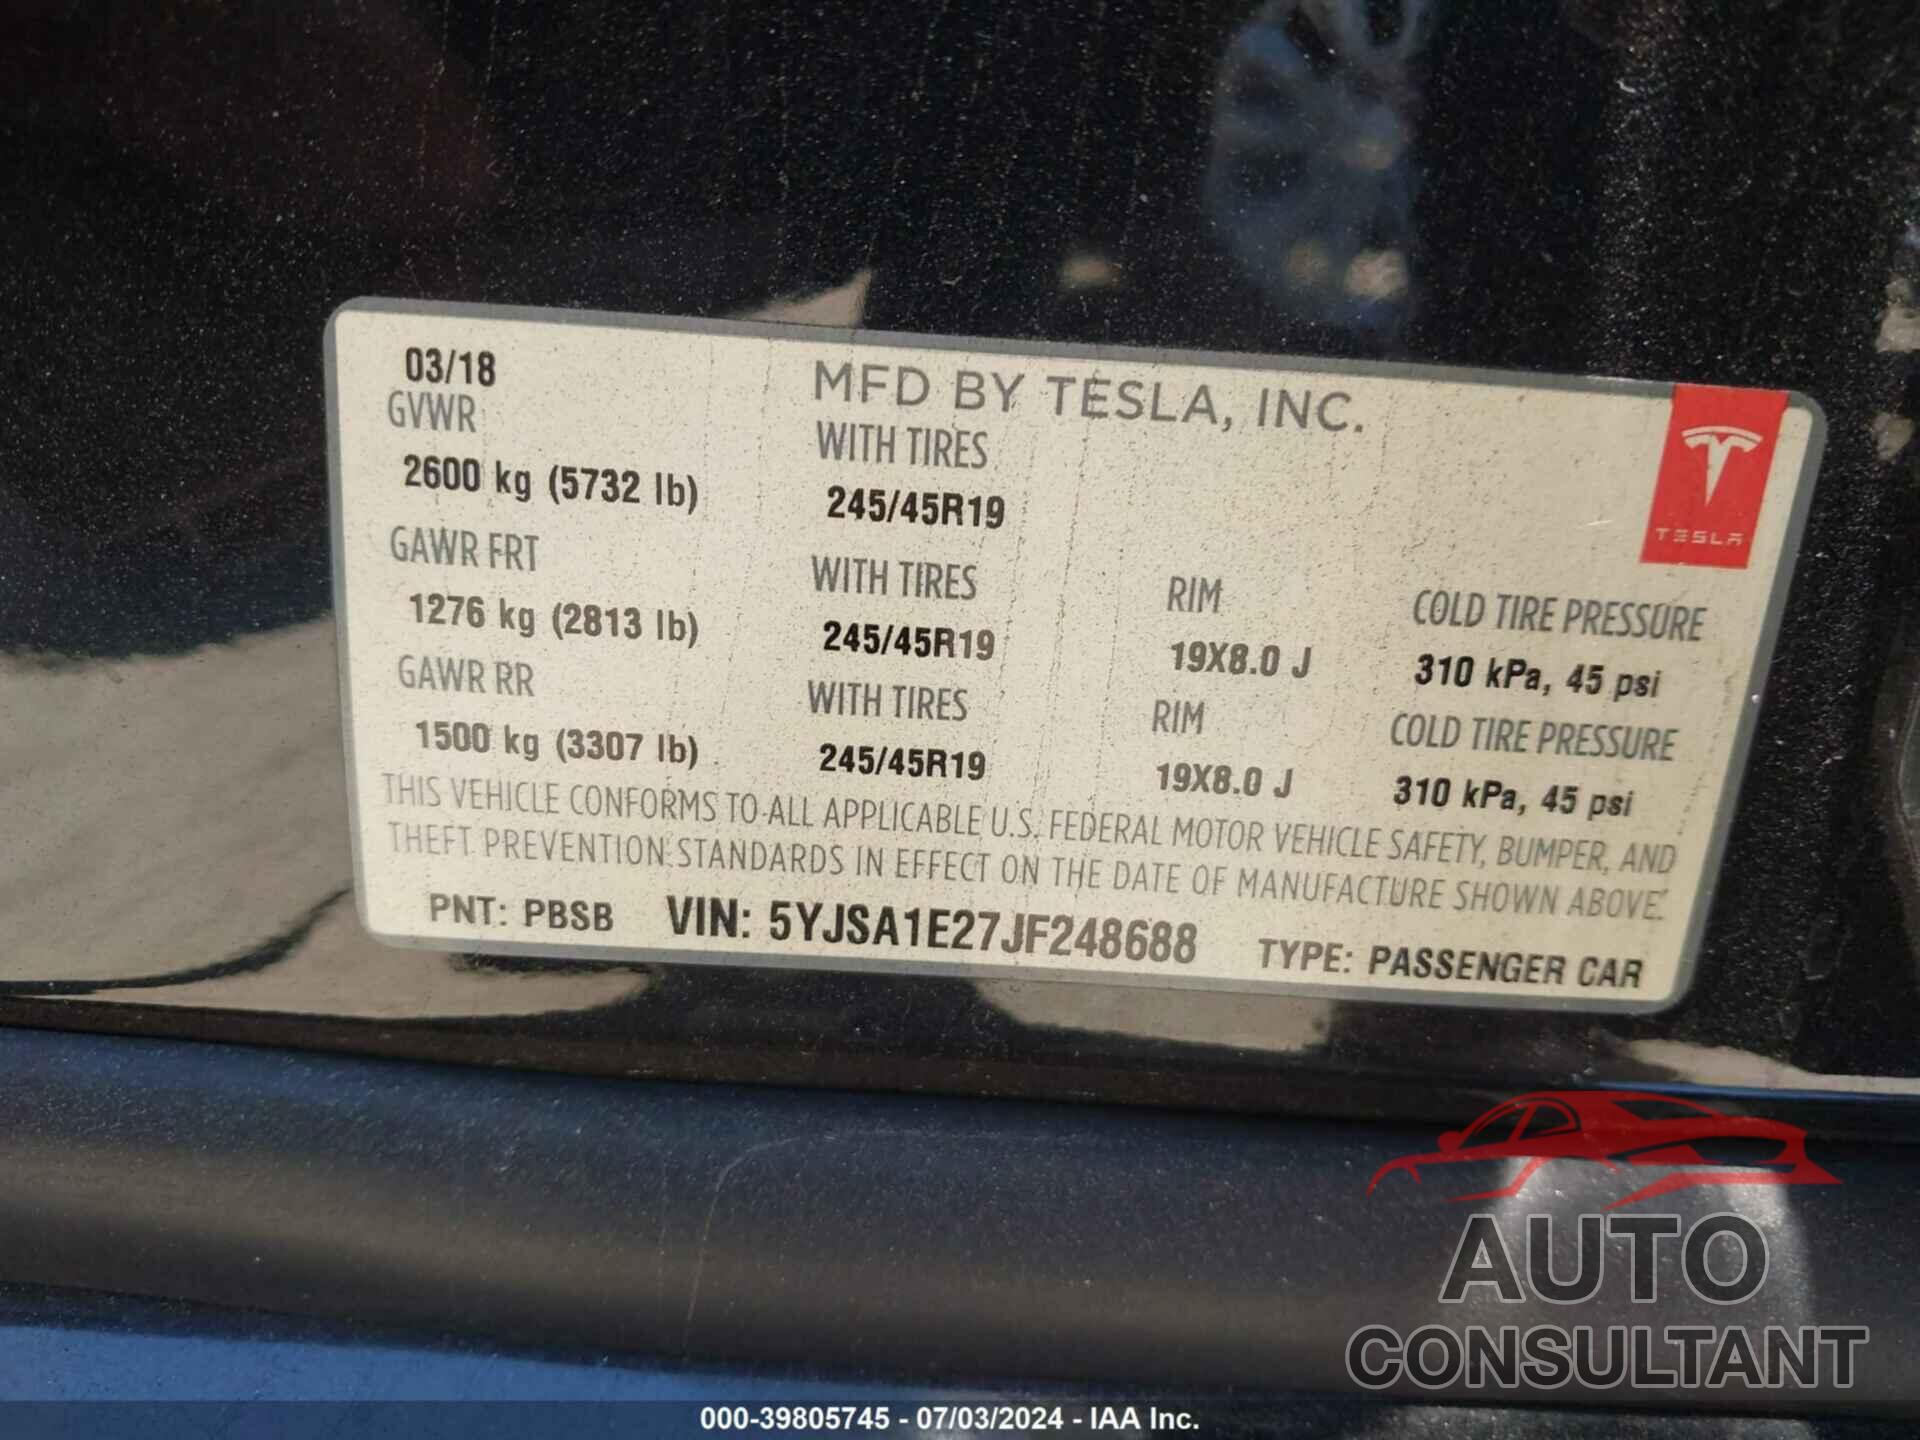 03/18
MFD BY TESLA, INC.
GVWR
WITH TIRES
2600 kg (5732 lb)
245/45R19
TESLA
GAWR FRT
WITH TIRES
RIM
COLD TIRE PRESSURE
1276 kg (2813 lb)
245/45R19
19X8.0 J
310 kPa, 45 psi
GAWR RR
WITH TIRES
RIM
COLD TIRE PRESSURE
1500 kg (3307 lb)
245/45R19
19X8.0 J
310 kPa, 45 psi
THIS VEHICLE CONFORMS TO ALL APPLICABLE U.S. FEDERAL MOTOR VEHICLE SAFETY, BUMPER, AND
THEFT PREVENTION STANDARDS IN EFFECT ON THE DATE OF MANUFACTURE SHOWN ABOVE.
PNT: PBSB VIN: 5YJSA1E27JF248688 TYPE: PASSENGER CAR
AUTO
CONSULTANT
000-39805745 - 07/03/2024 - IAA Inc.